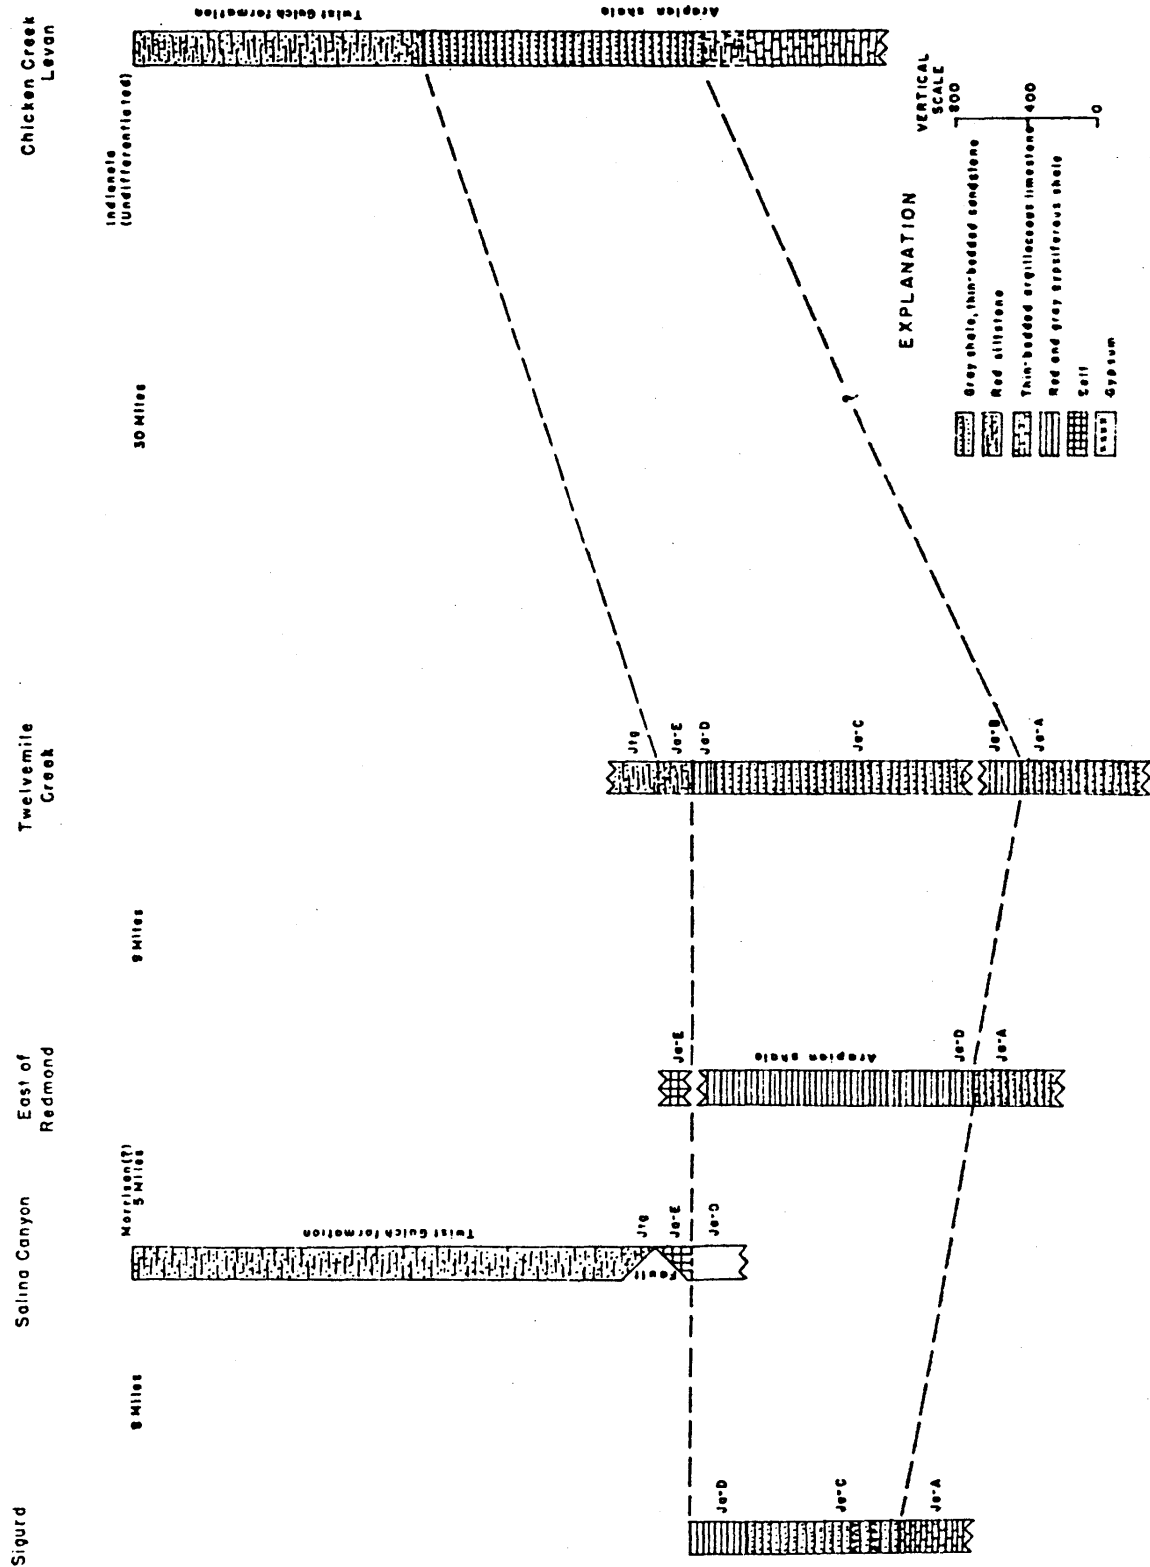 Sigurd
Salina Canyon
East of
Redmond
Twelvemile
Creek
Chicken Creek
Levan
8 Miles
Morrison(?)
5 Miles
9 Miles
30 Miles
Indianola
(Undifferentiated)
Ja-D
Ja-C
Ja-A
Twist Gulch formation
Jtg
Ja-E
Ja-D
Fault
Ja-E
Arapien shale
Ja-D
Ja-A
Jtg
Ja-E
Ja-D
Ja-C
Ja-B
Ja-A
?
Twist Gulch formation
Arapien shale
EXPLANATION
Gray shale, thin-bedded sandstone
Red siltstone
Thin-bedded argillaceous limestone
Red and gray gypsiferous shale
Salt
Gypsum
VERTICAL
SCALE
800
400
0